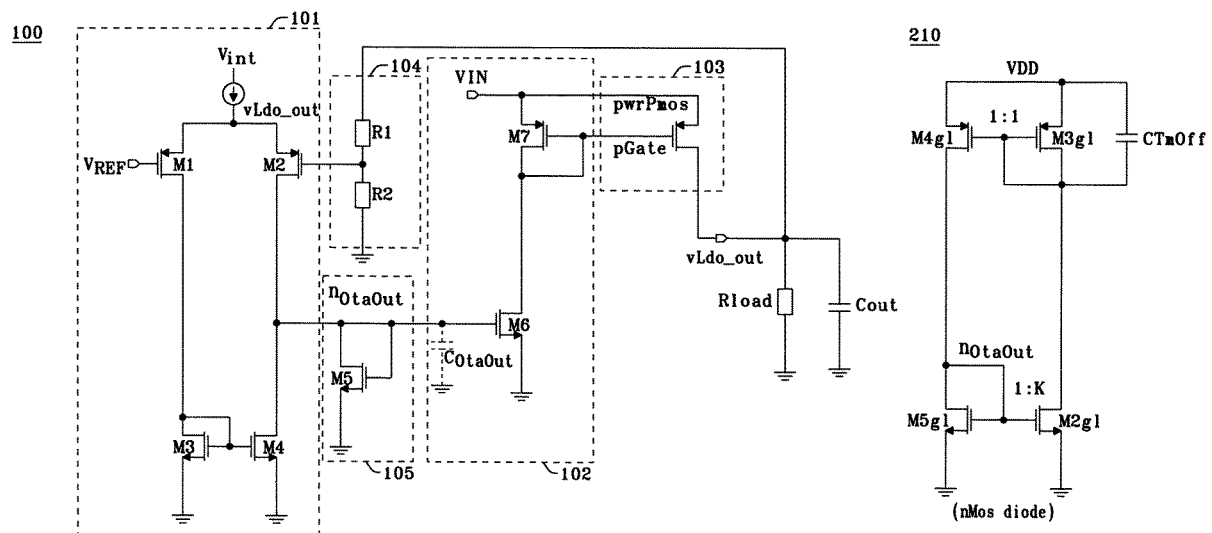 100
101
Vint
vLdo_out
VREF
M1
M2
M3
M4
104
R1
R2
nOtaOut
M5
105
COtaOut
VIN
M7
M6
102
103
pwrPmos
pGate
vLdo_out
Rload
Cout
210
VDD
1:1
M4gl
M3gl
CTmOff
nOtaOut
1:K
M5gl
M2gl
(nMos diode)